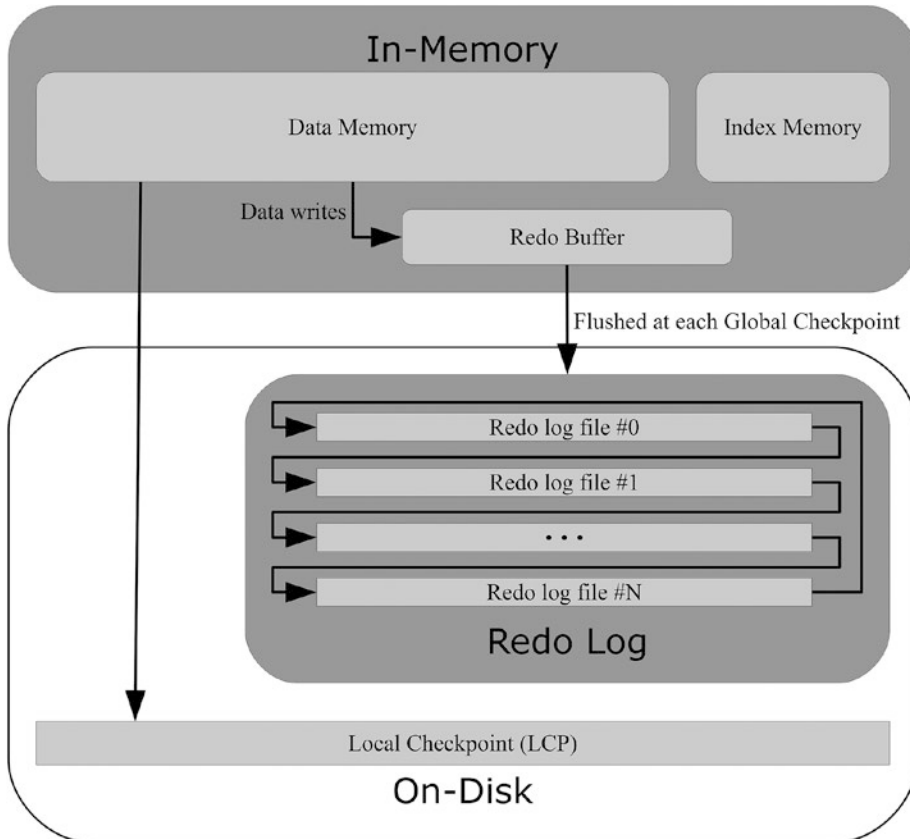 In-Memory
Data Memory
Index Memory
Data writes
Redo Buffer
Flushed at each Global Checkpoint
Redo log file #0
Redo log file #1
...
Redo log file #N
Redo Log
Local Checkpoint (LCP)
On-Disk